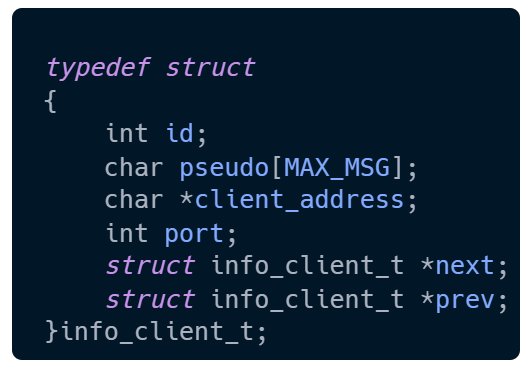 typedef struct
{
    int id;
    char pseudo[MAX_MSG];
    char *client_address;
    int port;
    struct info_client_t *next;
    struct info_client_t *prev;
}info_client_t;